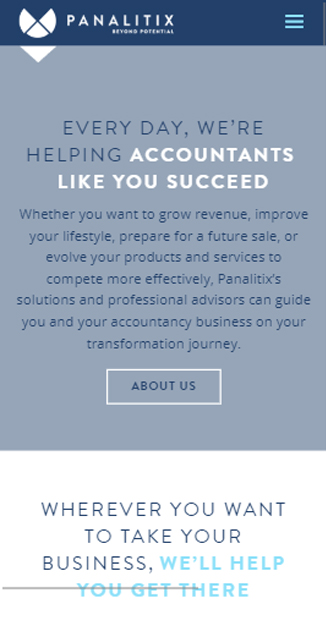 PANALITIX
BEYOND POTENTIAL
EVERY DAY, WE'RE
HELPING ACCOUNTANTS
LIKE YOU SUCCEED
Whether you want to grow revenue, improve
your lifestyle, prepare for a future sale, or
evolve your products and services to
compete more effectively, Panalitix's
solutions and professional advisors can guide
you and your accountancy business on your
transformation journey.
ABOUT US
WHEREVER YOU WANT
TO TAKE YOUR
BUSINESS, WE'LL HELP
YOU GET THERE